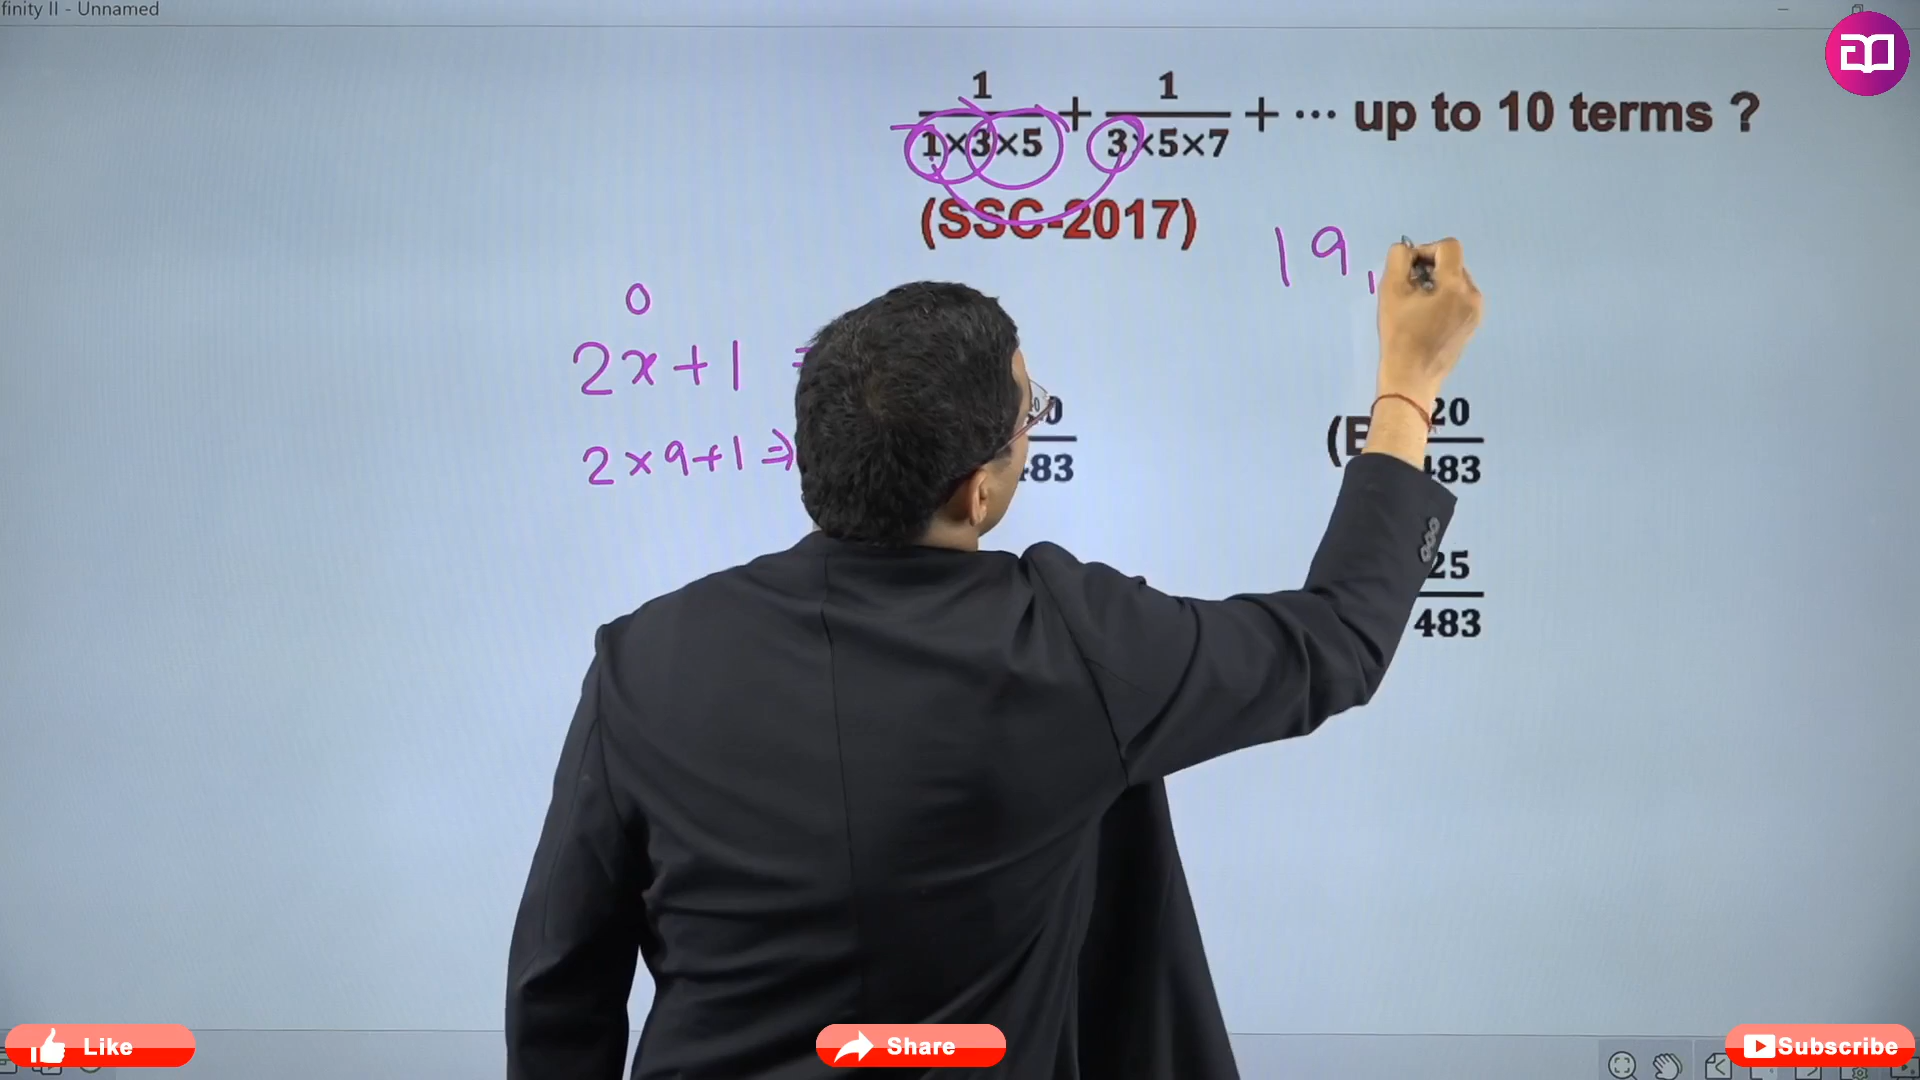 finity II - Unnamed
1/1×3×5 + 1/3×5×7 + ··· up to 10 terms ?
(SSC-2017)
19,
0
2x+1
2×9+1⇒
20/483
483
25/483
Like
Share
Subscribe